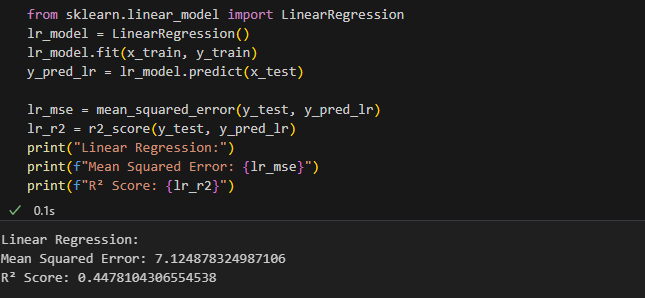 from sklearn.linear_model import LinearRegression
lr_model = LinearRegression()
lr_model.fit(x_train, y_train)
y_pred_lr = lr_model.predict(x_test)
lr_mse = mean_squared_error(y_test, y_pred_lr)
lr_r2 = r2_score(y_test, y_pred_lr)
print("Linear Regression:")
print(f"Mean Squared Error: {lr_mse}")
print(f"R² Score: {lr_r2}")
✓ 0.1s
Linear Regression:
Mean Squared Error: 7.124878324987106
R² Score: 0.4478104306554538